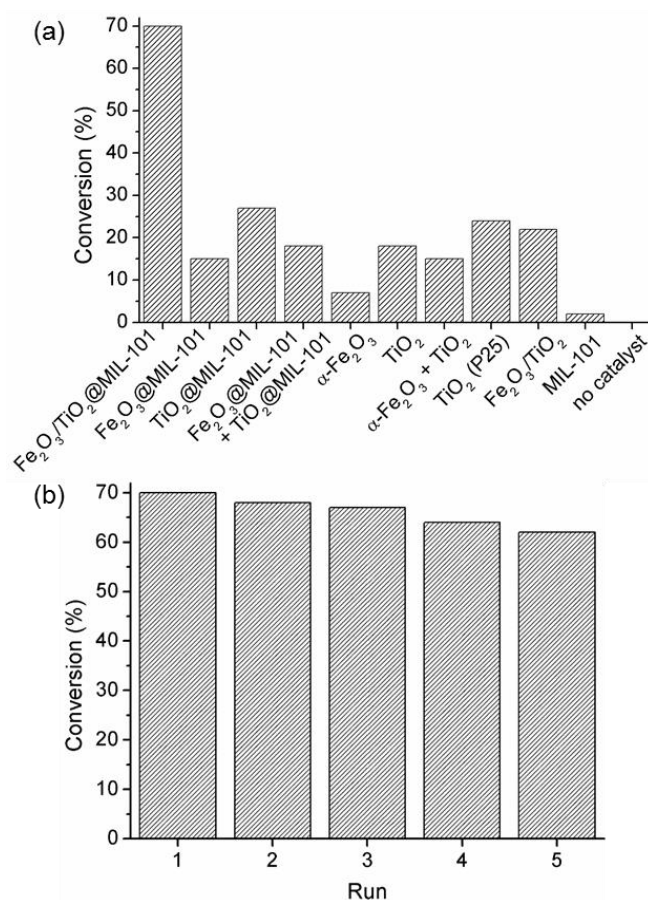 (a)
Conversion (%)
70
60
50
40
30
20
10
0
Fe₂O₃/TiO₂@MIL-101
Fe₂O₃@MIL-101
TiO₂@MIL-101
Fe₂O₃@MIL-101
+ TiO₂@MIL-101
α-Fe₂O₃
TiO₂
α-Fe₂O₃ + TiO₂
TiO₂ (P25)
Fe₂O₃/TiO₂
MIL-101
no catalyst
(b)
Conversion (%)
70
60
50
40
30
20
10
0
1 2 3 4 5
Run